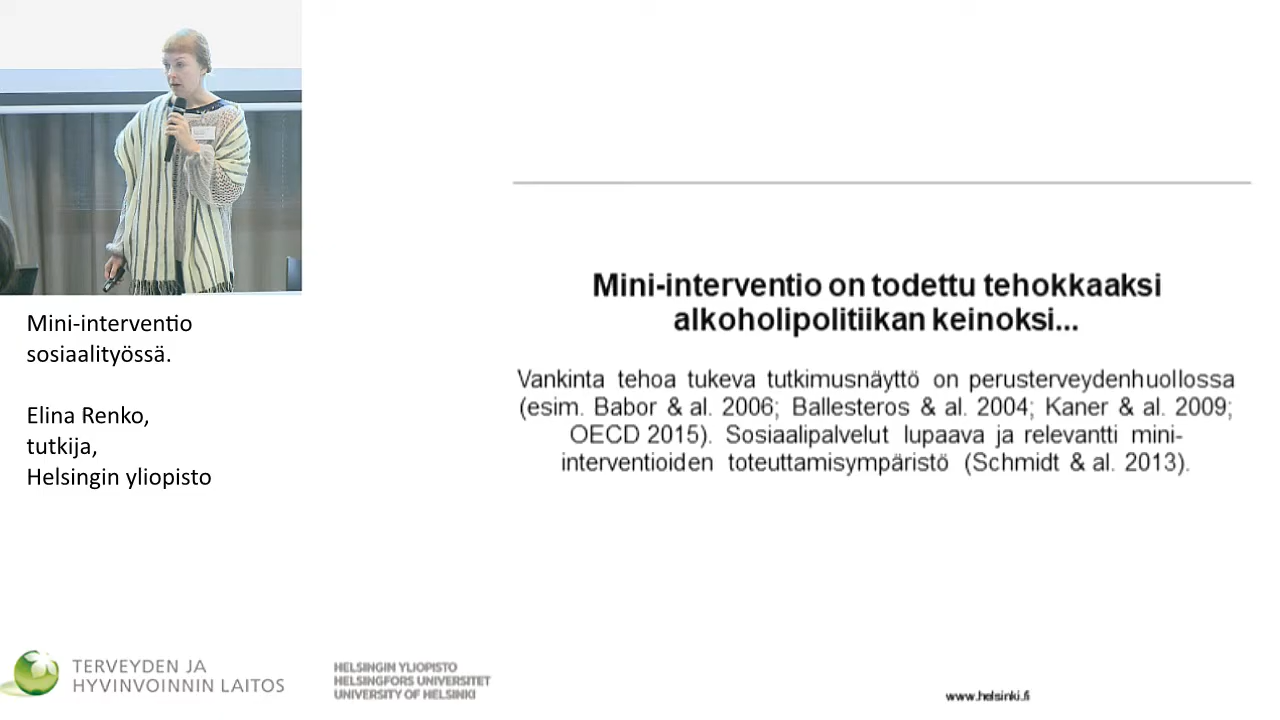 Mini-interventio
sosiaalityössä.
Elina Renko,
tutkija,
Helsingin yliopisto
Mini-interventio on todettu tehokkaaksi
alkoholipolitiikan keinoksi...
Vankinta tehoa tukeva tutkimusnäyttö on perusterveydenhuollossa
(esim. Babor & al. 2006; Ballesteros & al. 2004; Kaner & al. 2009;
OECD 2015). Sosiaalipalvelut lupaava ja relevantti mini-
interventioiden toteuttamisympäristö (Schmidt & al. 2013).
TERVEYDEN JA
HYVINVOINNIN LAITOS
HELSINGIN YLIOPISTO
HELSINGFORS UNIVERSITET
UNIVERSITY OF HELSINKI
www.helsinki.fi